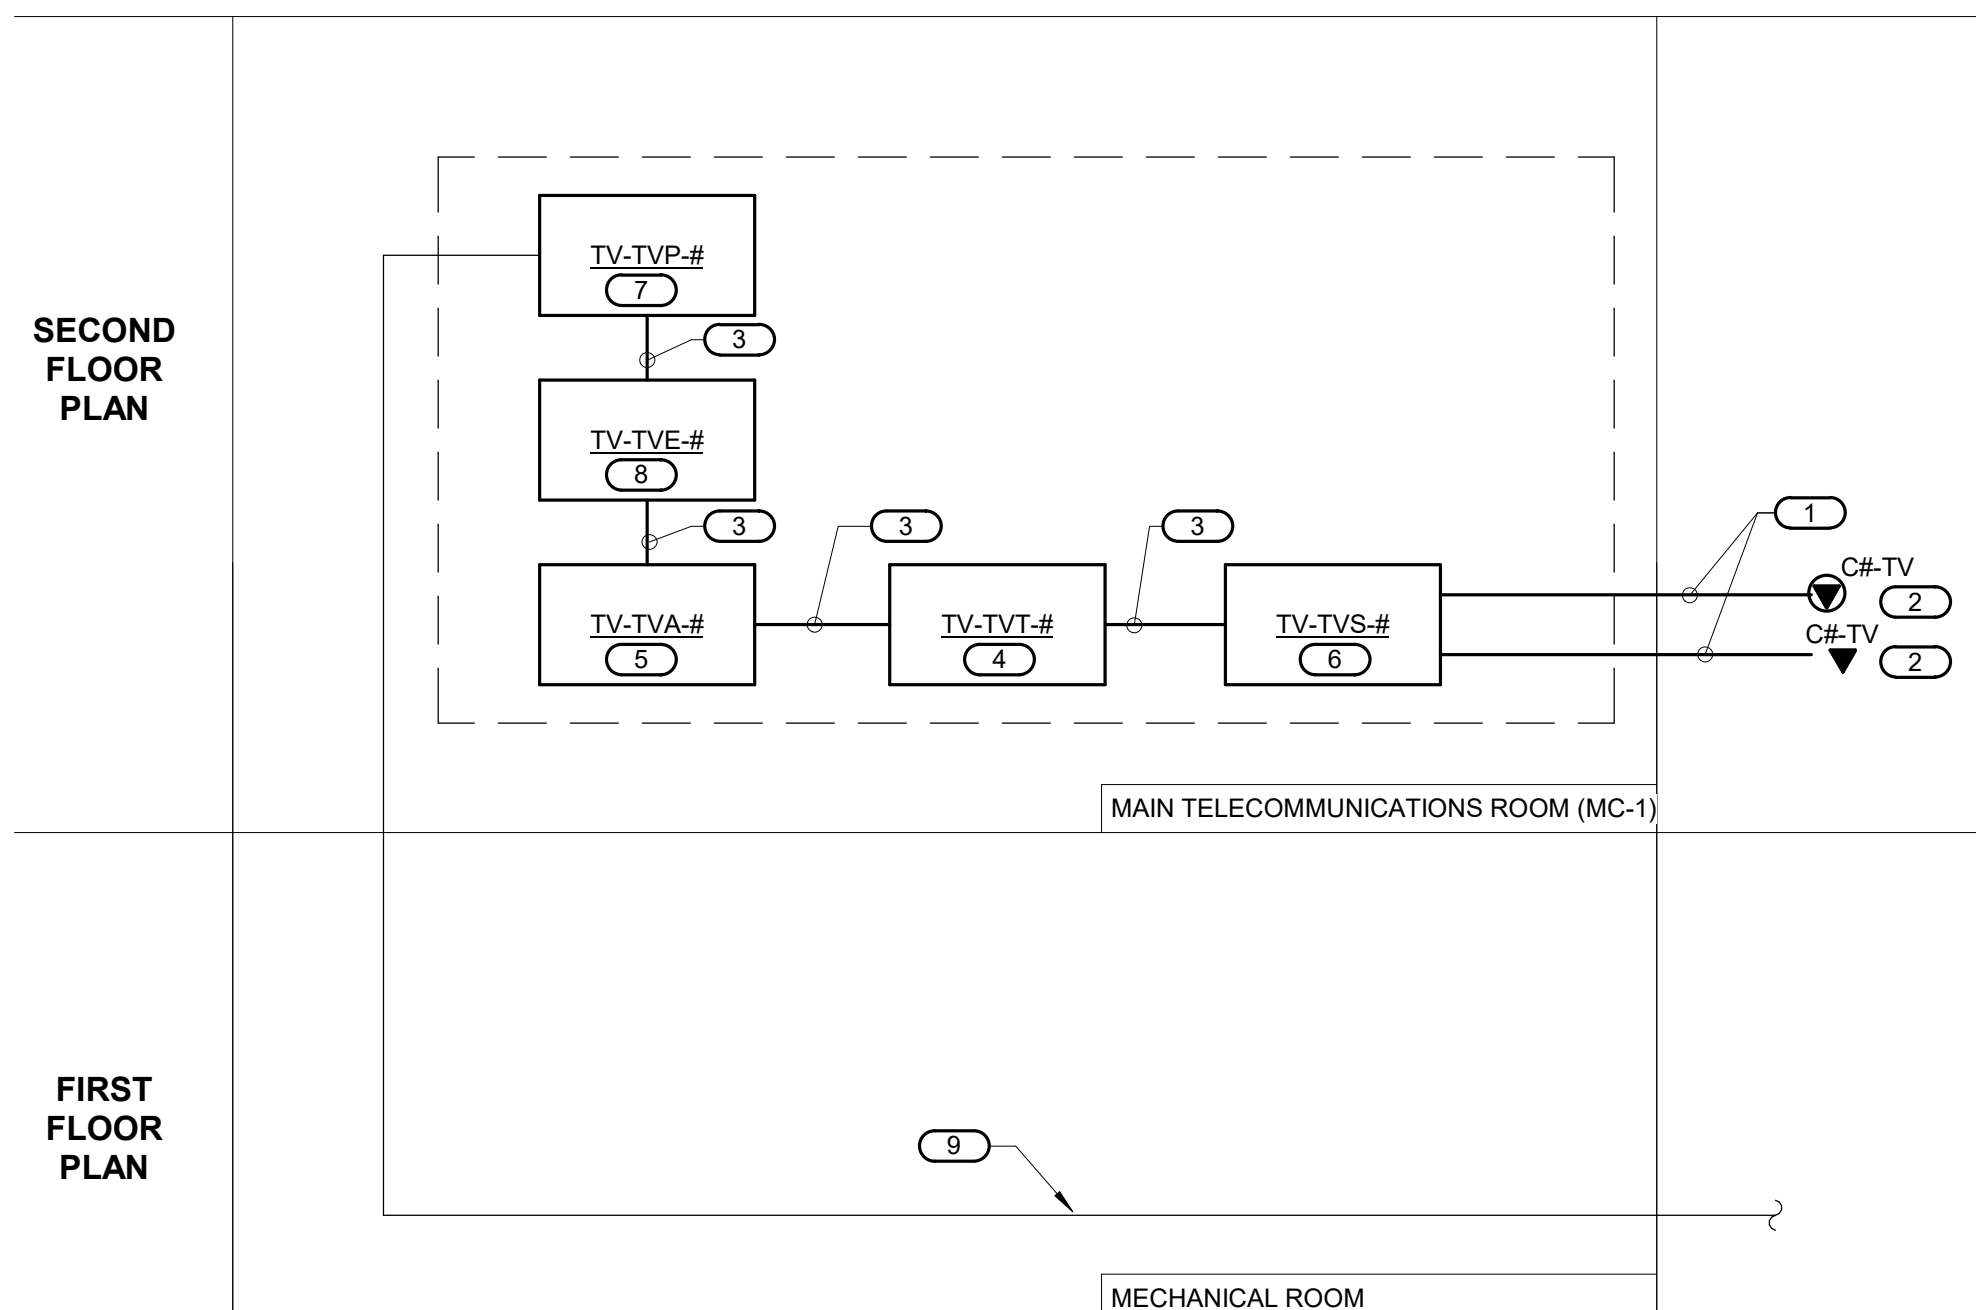 SECOND
FLOOR
PLAN
TV-TVP-#
7
3
TV-TVE-#
8
3
3
3
1
TV-TVA-#
5
TV-TVT-#
4
TV-TVS-#
6
C#-TV
2
C#-TV
2
MAIN TELECOMMUNICATIONS ROOM (MC-1)
FIRST
FLOOR
PLAN
9
MECHANICAL ROOM